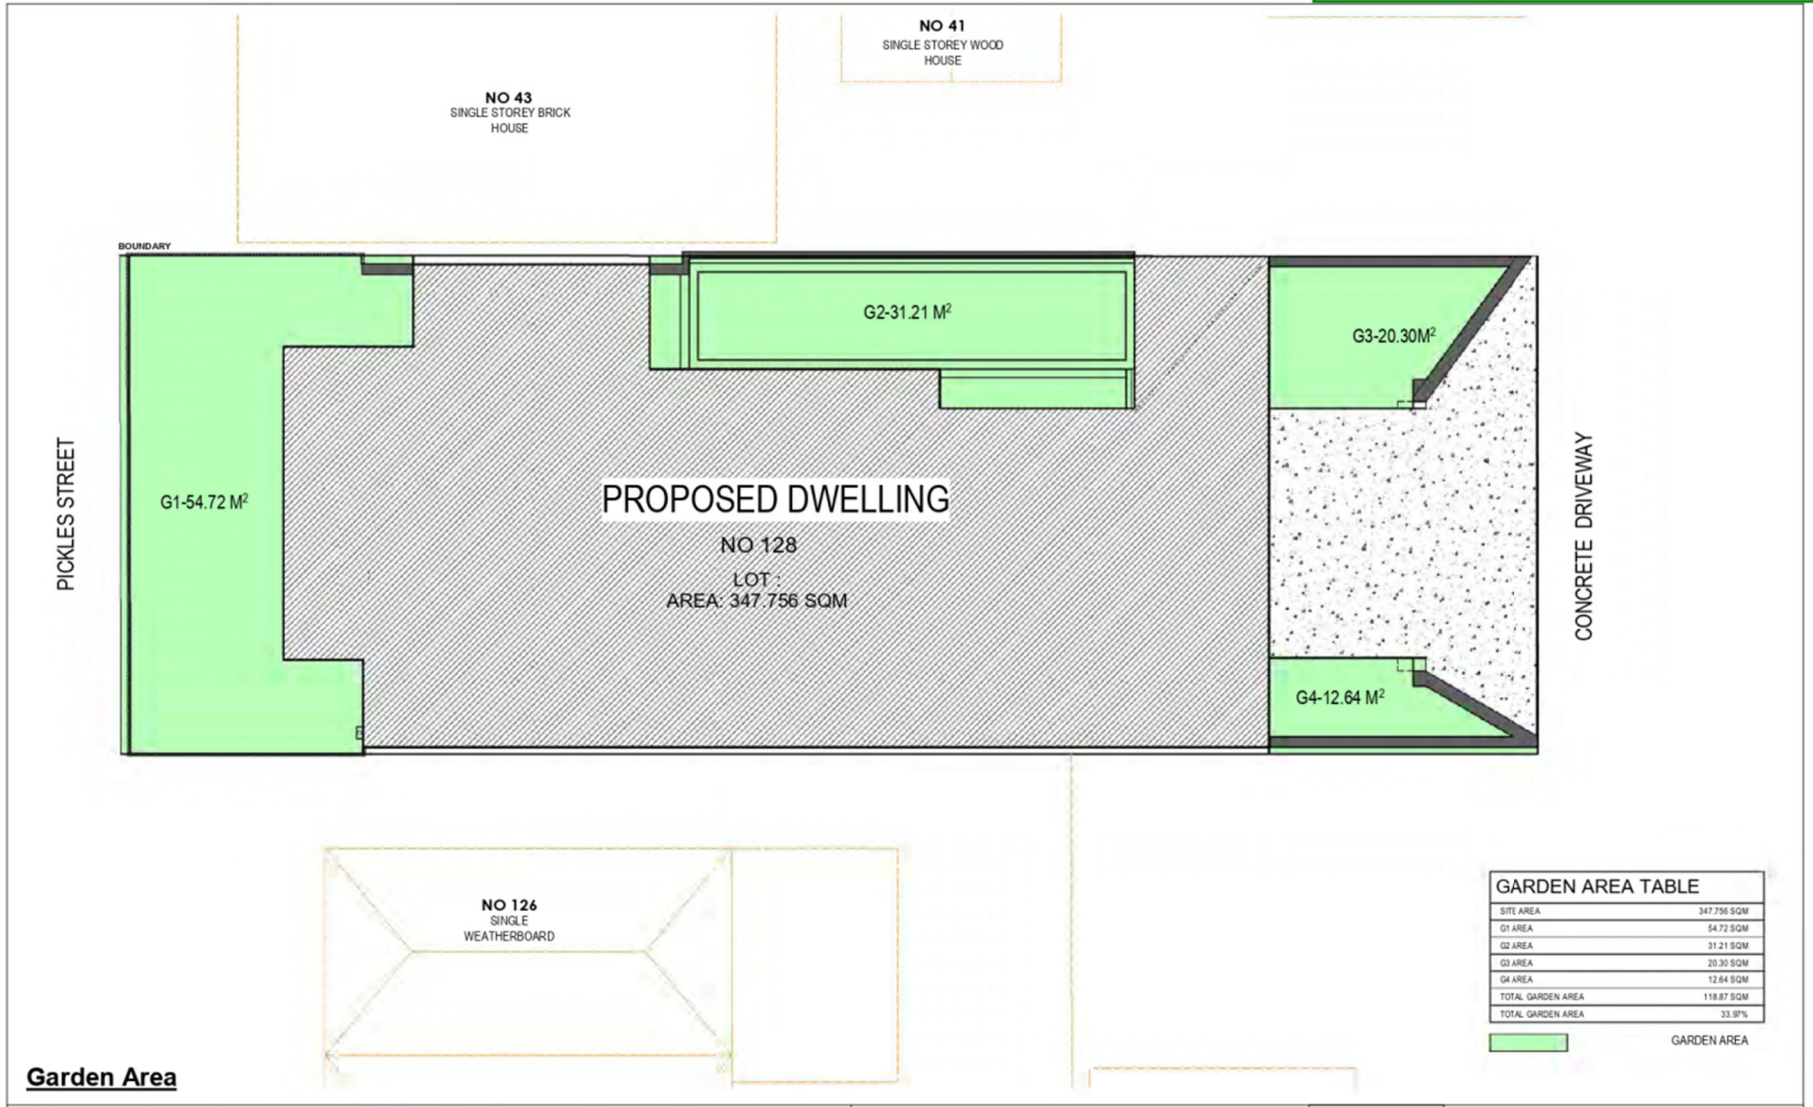 NO 41
SINGLE STOREY WOOD
HOUSE
NO 43
SINGLE STOREY BRICK
HOUSE
BOUNDARY
G2-31.21 M²
G3-20.30M²
PICKLES STREET
G1-54.72 M²
PROPOSED DWELLING
NO 128
LOT :
AREA: 347.756 SQM
CONCRETE DRIVEWAY
G4-12.64 M²
NO 126
SINGLE
WEATHERBOARD
GARDEN AREA TABLE
SITE AREA 347.756 SQM
G1 AREA 54.72 SQM
G2 AREA 31.21 SQM
G3 AREA 20.30 SQM
G4 AREA 12.64 SQM
TOTAL GARDEN AREA 118.87 SQM
TOTAL GARDEN AREA 33.97%
GARDEN AREA
Garden Area